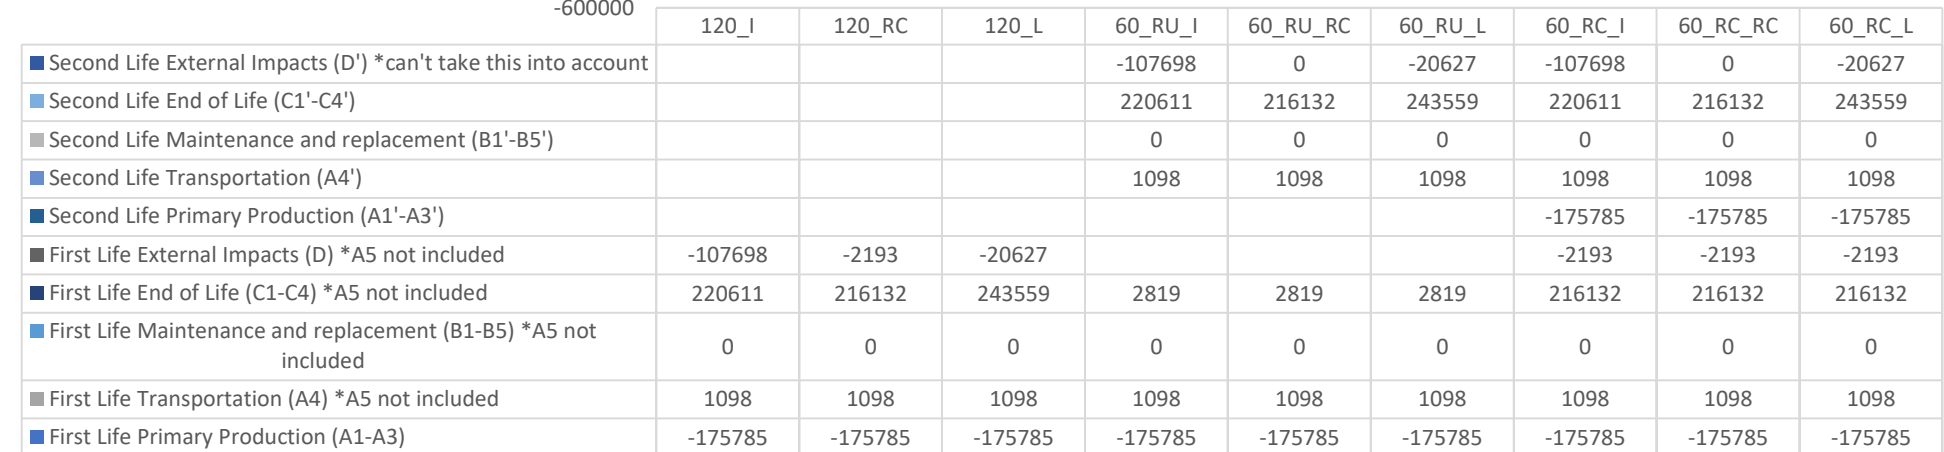 -600000
120_I 120_RC 120_L 60_RU_I 60_RU_RC 60_RU_L 60_RC_I 60_RC_RC 60_RC_L
Second Life External Impacts (D') *can't take this into account -107698 0 -20627 -107698 0 -20627
Second Life End of Life (C1'-C4') 220611 216132 243559 220611 216132 243559
Second Life Maintenance and replacement (B1'-B5') 0 0 0 0 0 0
Second Life Transportation (A4') 1098 1098 1098 1098 1098 1098
Second Life Primary Production (A1'-A3') -175785 -175785 -175785
First Life External Impacts (D) *A5 not included -107698 -2193 -20627 -2193 -2193 -2193
First Life End of Life (C1-C4) *A5 not included 220611 216132 243559 2819 2819 2819 216132 216132 216132
First Life Maintenance and replacement (B1-B5) *A5 not
included 0 0 0 0 0 0 0 0 0
First Life Transportation (A4) *A5 not included 1098 1098 1098 1098 1098 1098 1098 1098 1098
First Life Primary Production (A1-A3) -175785 -175785 -175785 -175785 -175785 -175785 -175785 -175785 -175785